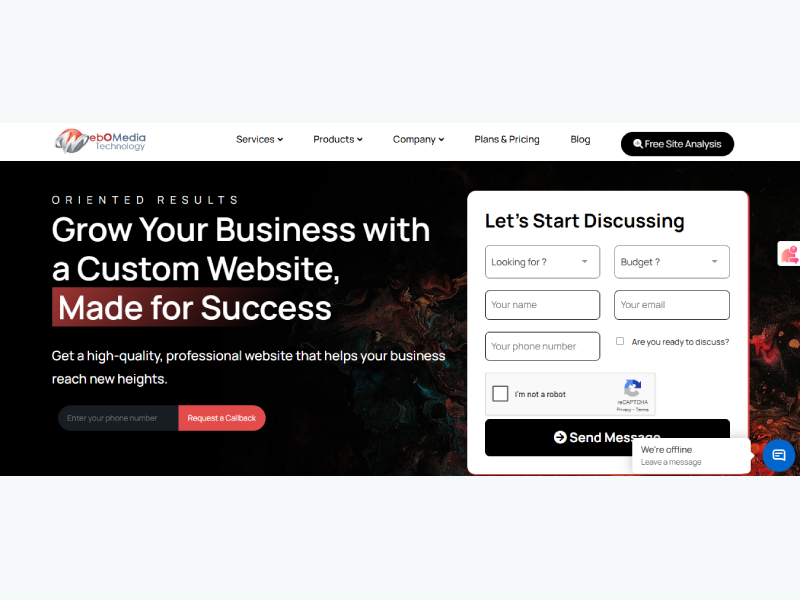 WebOMedia
Technology
Services
Products
Company
Plans & Pricing
Blog
Free Site Analysis
ORIENTED RESULTS
Grow Your Business with
a Custom Website,
Made for Success
Get a high-quality, professional website that helps your business
reach new heights.
Enter your phone number
Request a Callback
Let's Start Discussing
Looking for ?
Budget ?
Your name
Your email
Your phone number
Are you ready to discuss?
I'm not a robot
reCAPTCHA
Privacy - Terms
Send Message
We're offline
Leave a message